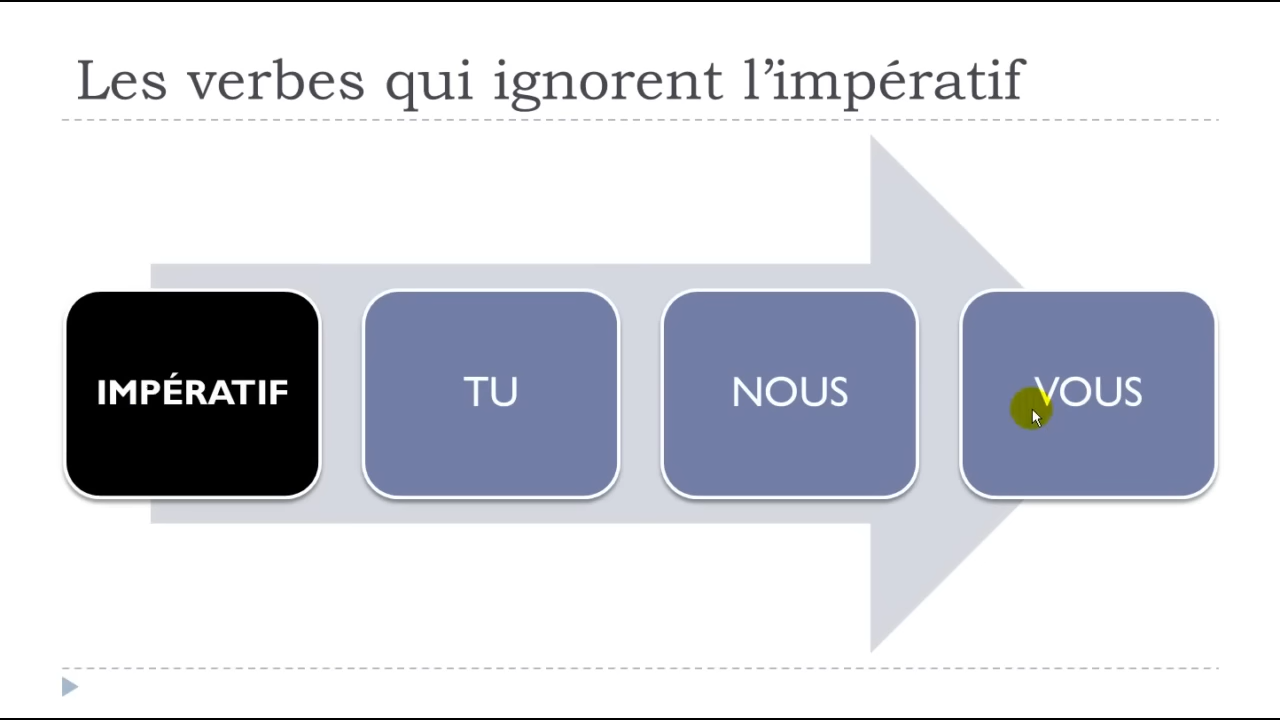 Les verbes qui ignorent l’impératif
IMPÉRATIF
TU
NOUS
VOUS